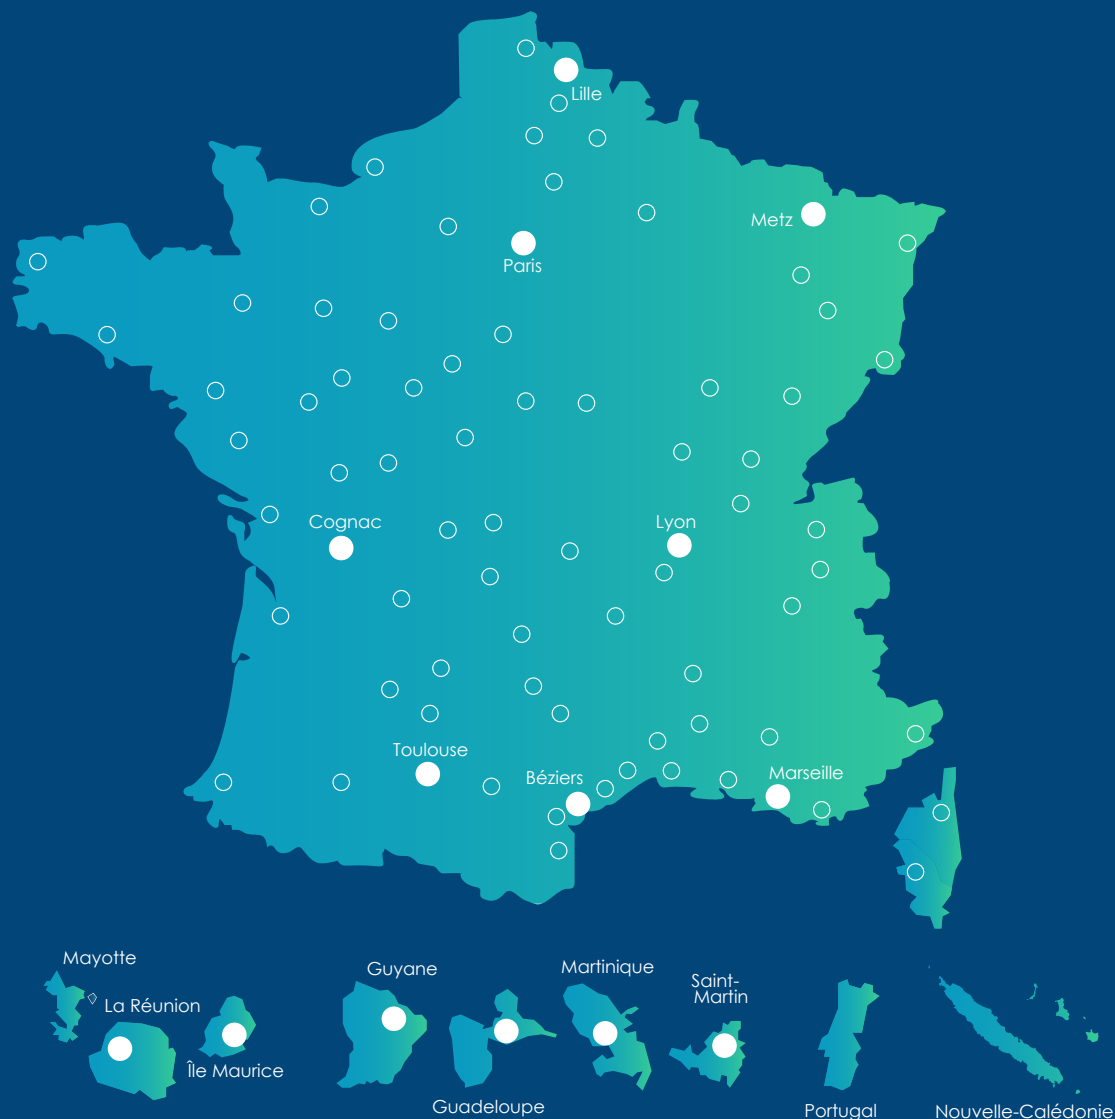 Lille
Metz
Paris
Cognac
Lyon
Toulouse
Béziers
Marseille
Mayotte
La Réunion
Île Maurice
Guyane
Guadeloupe
Martinique
Saint-
Martin
Portugal
Nouvelle-Calédonie